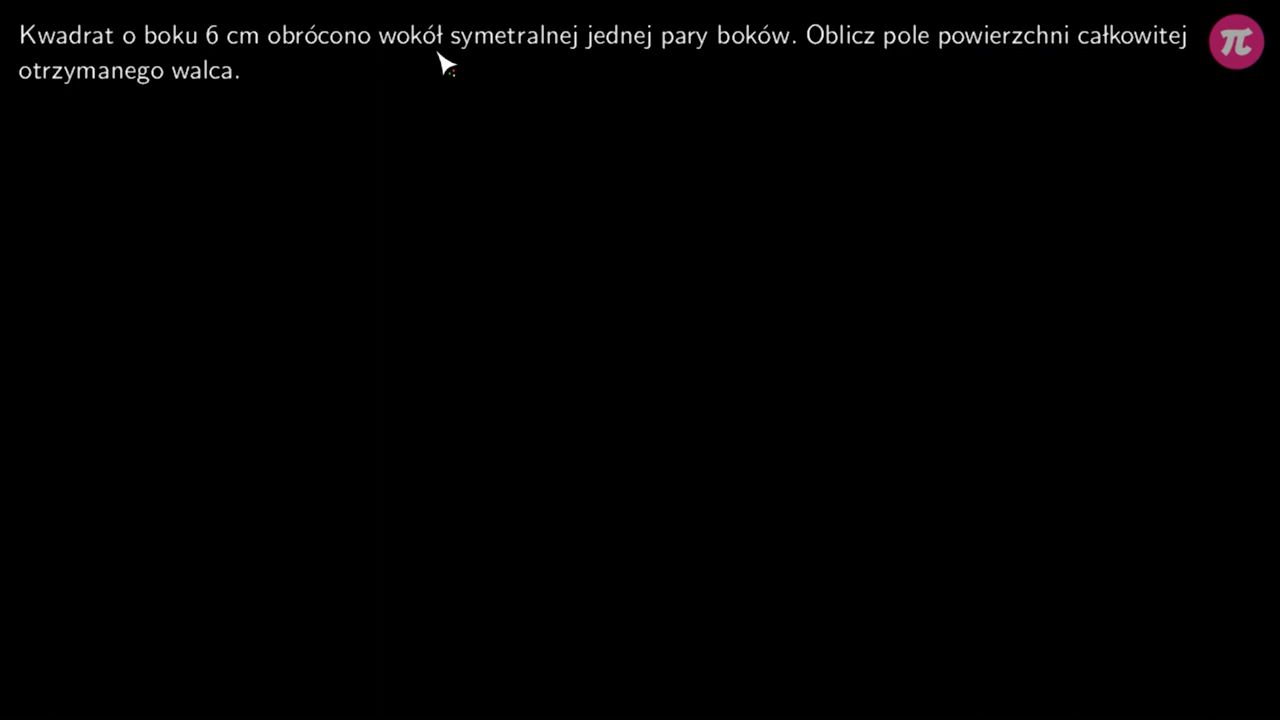 Kwadrat o boku 6 cm obrócono wokół symetralnej jednej pary boków. Oblicz pole powierzchni całkowitej
otrzymanego walca.
π